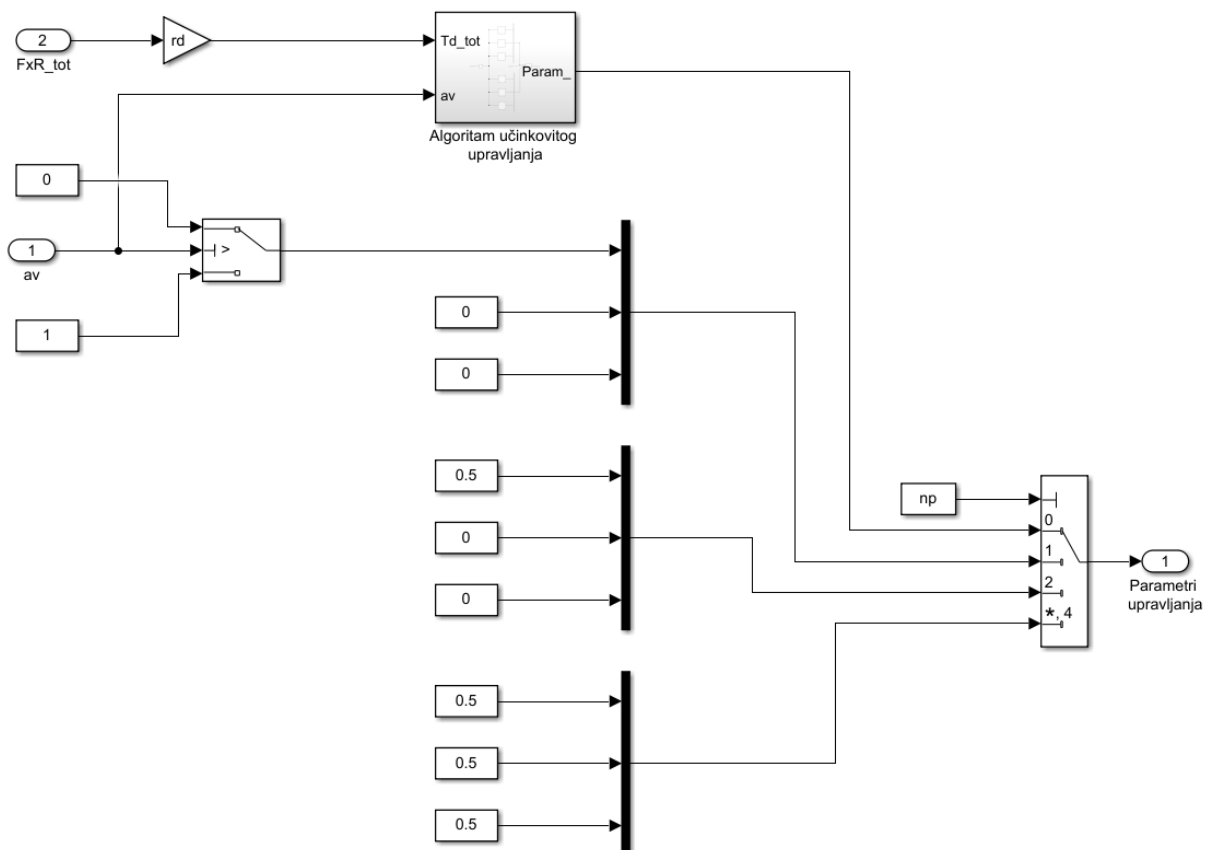 2
FxR_tot
rd
Td_tot
Param_
av
Algoritam učinkovitog
upravljanja
0
1
av
>
1
0
0
0.5
0
0
np
0
1
2
*, 4
1
Parametri
upravljanja
0.5
0.5
0.5